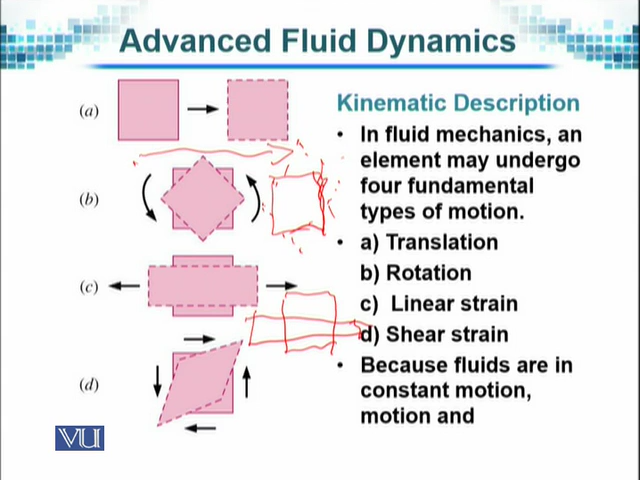 Advanced Fluid Dynamics
(a)
(b)
(c)
(d)
Kinematic Description
• In fluid mechanics, an
element may undergo
four fundamental
types of motion.
• a) Translation
b) Rotation
c) Linear strain
d) Shear strain
• Because fluids are in
constant motion,
motion and
VU